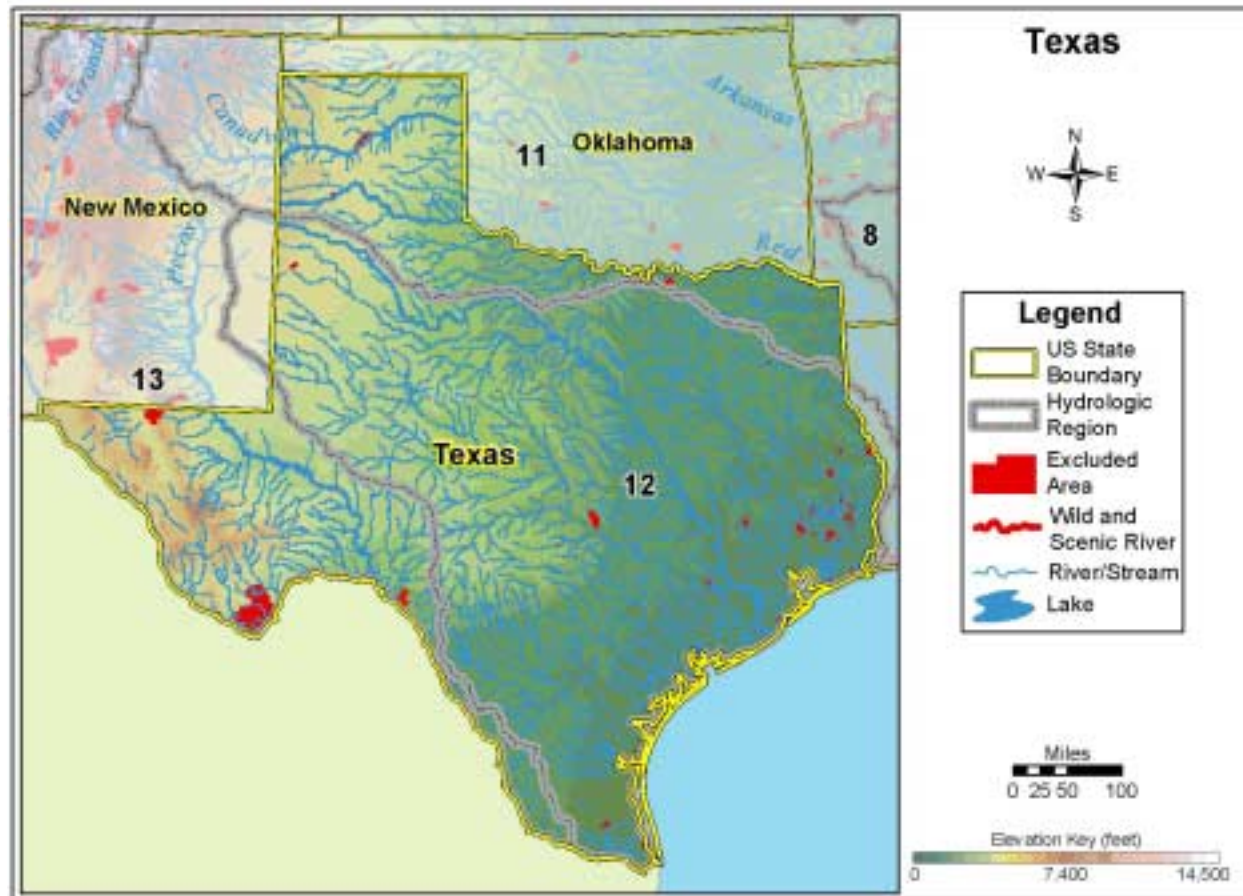 Texas
N
W E
S
Rio Grande
Canadian
Arkansas
11
Oklahoma
New Mexico
8
Red
Pecos
13
Texas
12
Legend
US State
Boundary
Hydrologic
Region
Excluded
Area
Wild and
Scenic River
River/Stream
Lake
Miles
0 25 50 100
Elevation Key (feet)
0 7,400 14,500